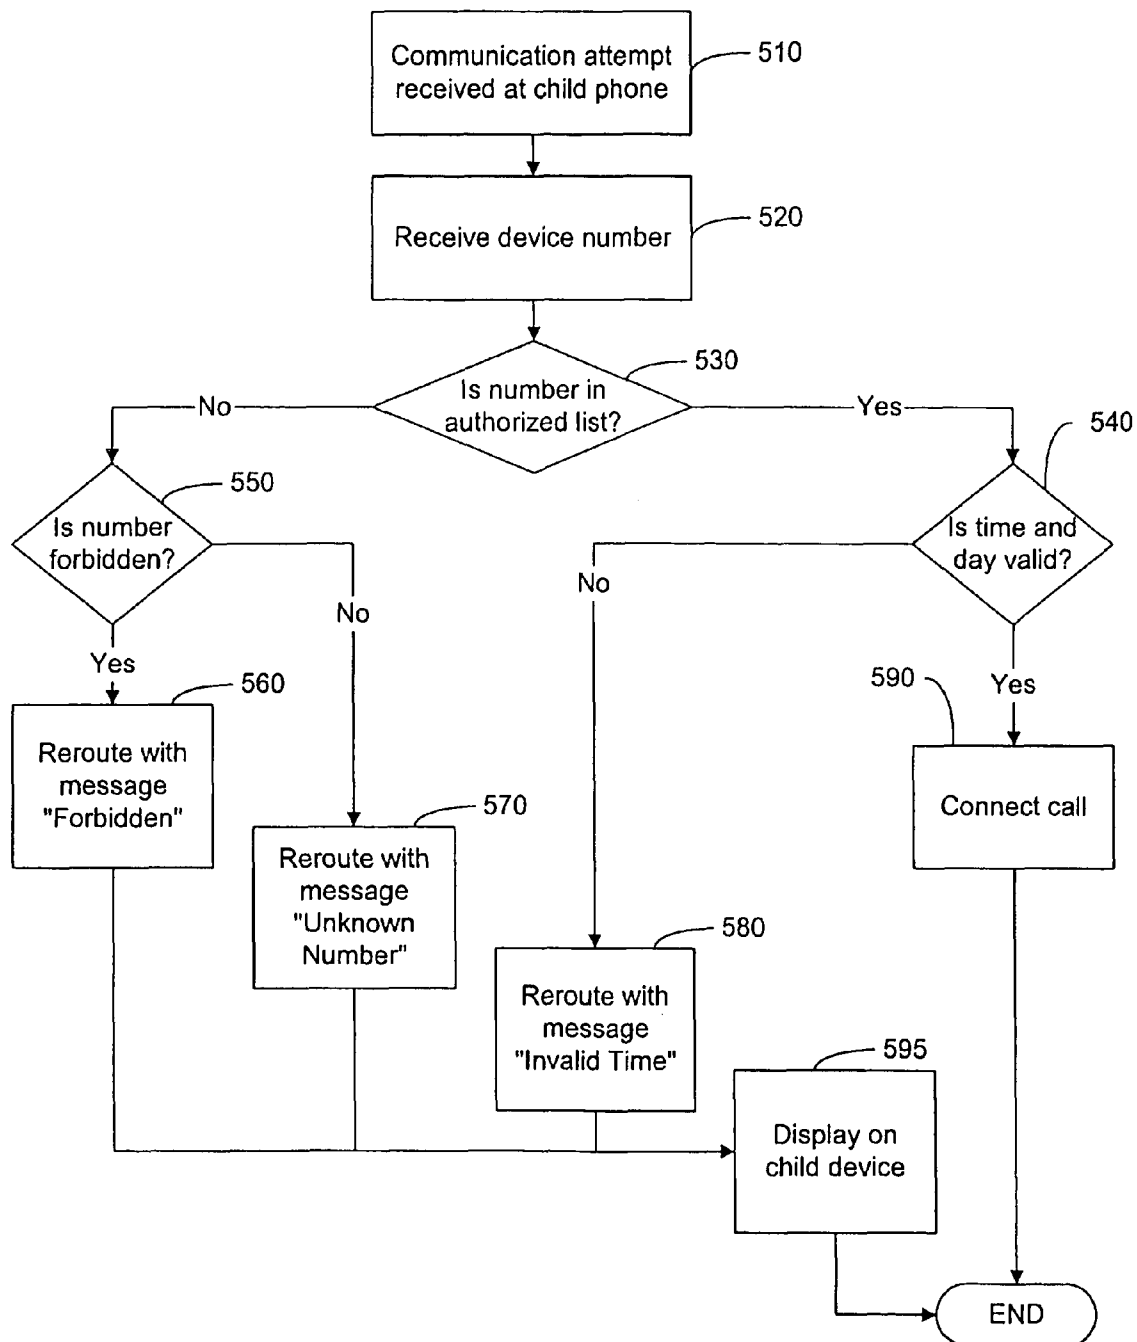 Communication attempt
received at child phone
510
Receive device number
520
530
Is number in
authorized list?
No
Yes
540
550
Is number
forbidden?
Is time and
day valid?
No
No
Yes
Yes
560
590
Reroute with
message
"Forbidden"
Connect call
570
Reroute with
message
"Unknown
Number"
580
Reroute with
message
"Invalid Time"
595
Display on
child device
END